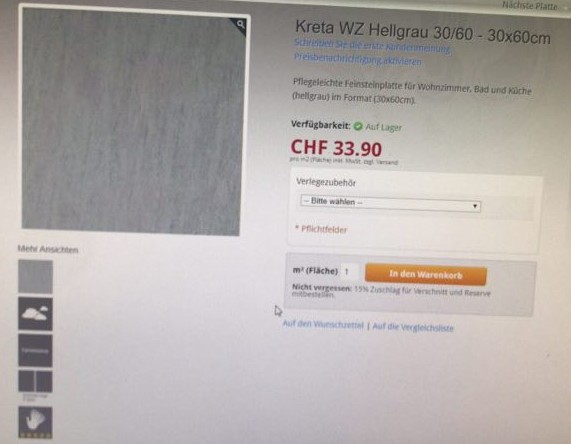 Nächste Platte
Kreta WZ Hellgrau 30/60 - 30x60cm
Schreiben Sie die erste Kundenmeinung
Preisbenachrichtigung aktivieren
Pflegeleichte Feinsteinplatte für Wohnzimmer, Bad und Küche
(hellgrau) im Format (30x60cm).
Verfügbarkeit: Auf Lager
CHF 33.90
pro m2 (Fläche) inkl. MwSt. zzgl. Versand
Verlegezubehör
-- Bitte wählen --
* Pflichtfelder
m² (Fläche) 1 In den Warenkorb
Nicht vergessen: 15% Zuschlag für Verschnitt und Reserve
mitbestellen.
Mehr Ansichten
Auf den Wunschzettel | Auf die Vergleichsliste